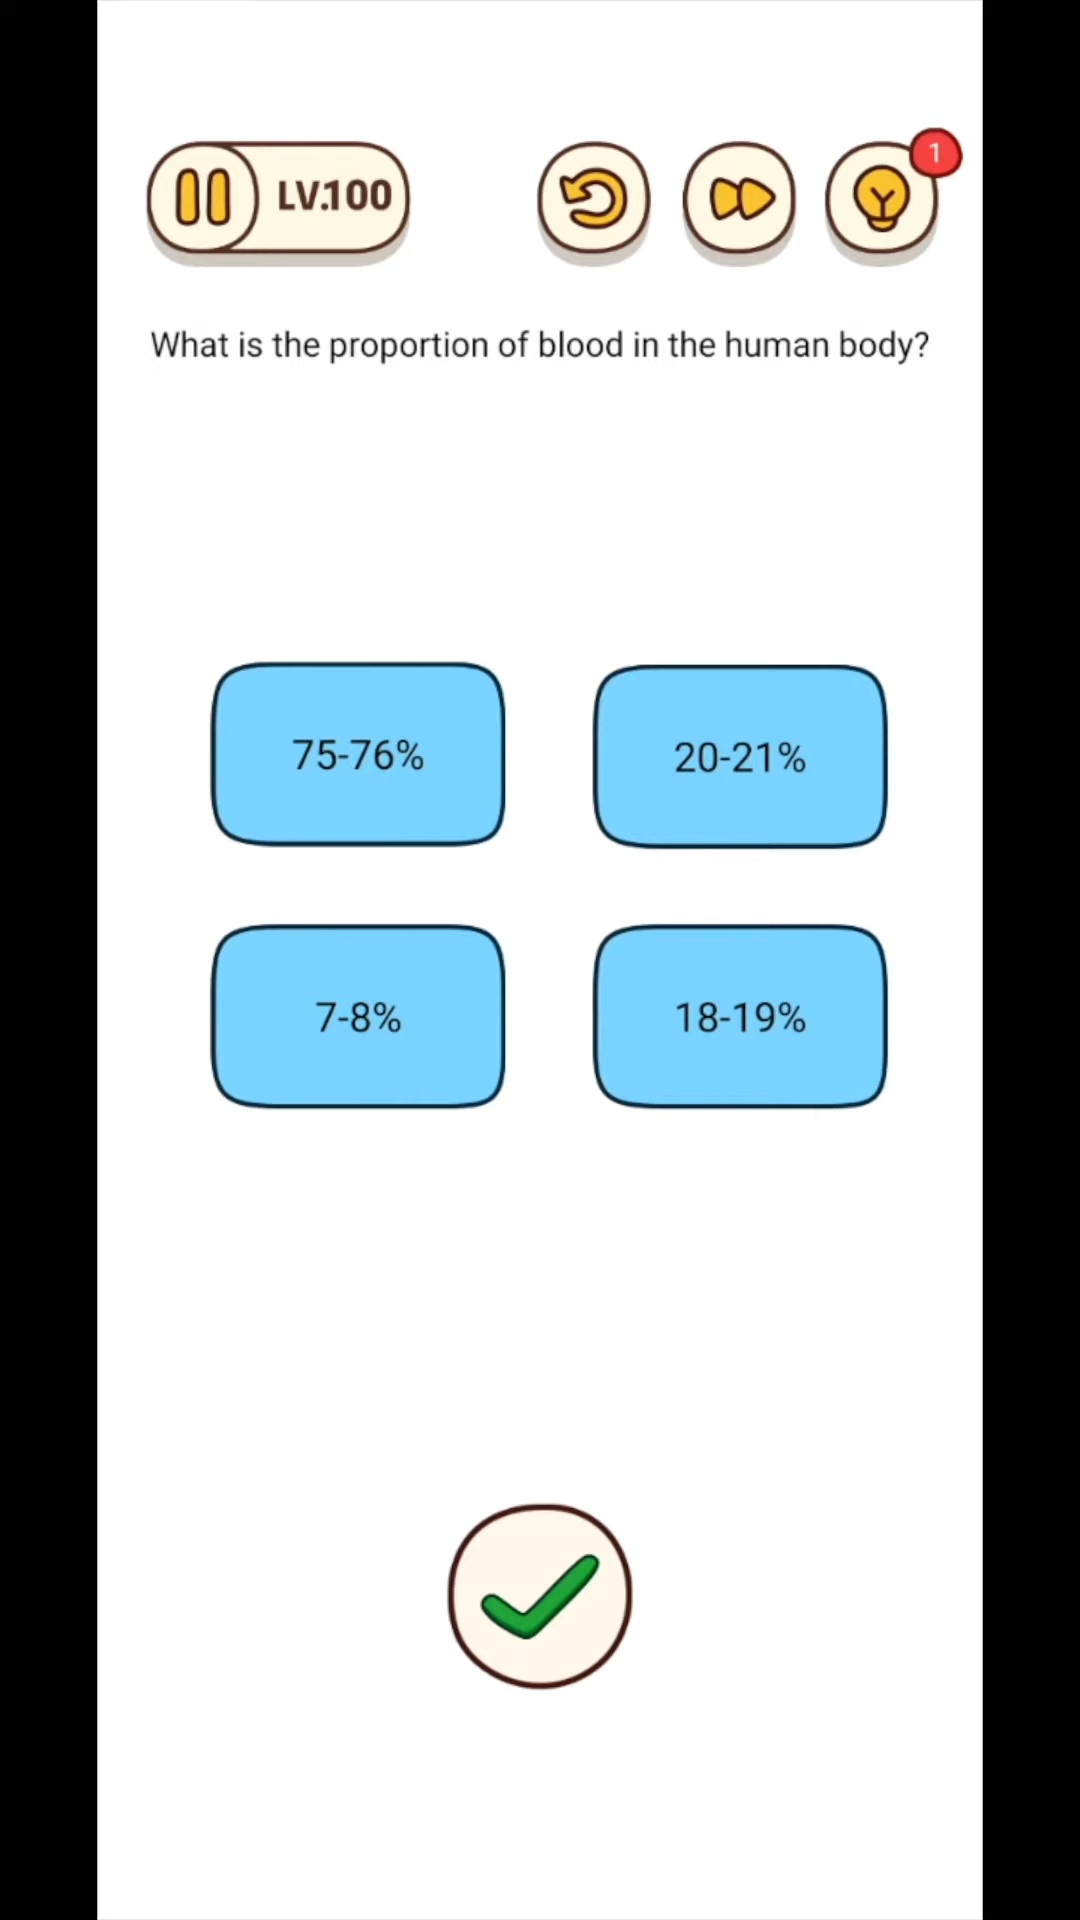 LV.100
1
What is the proportion of blood in the human body?
75-76%
20-21%
7-8%
18-19%